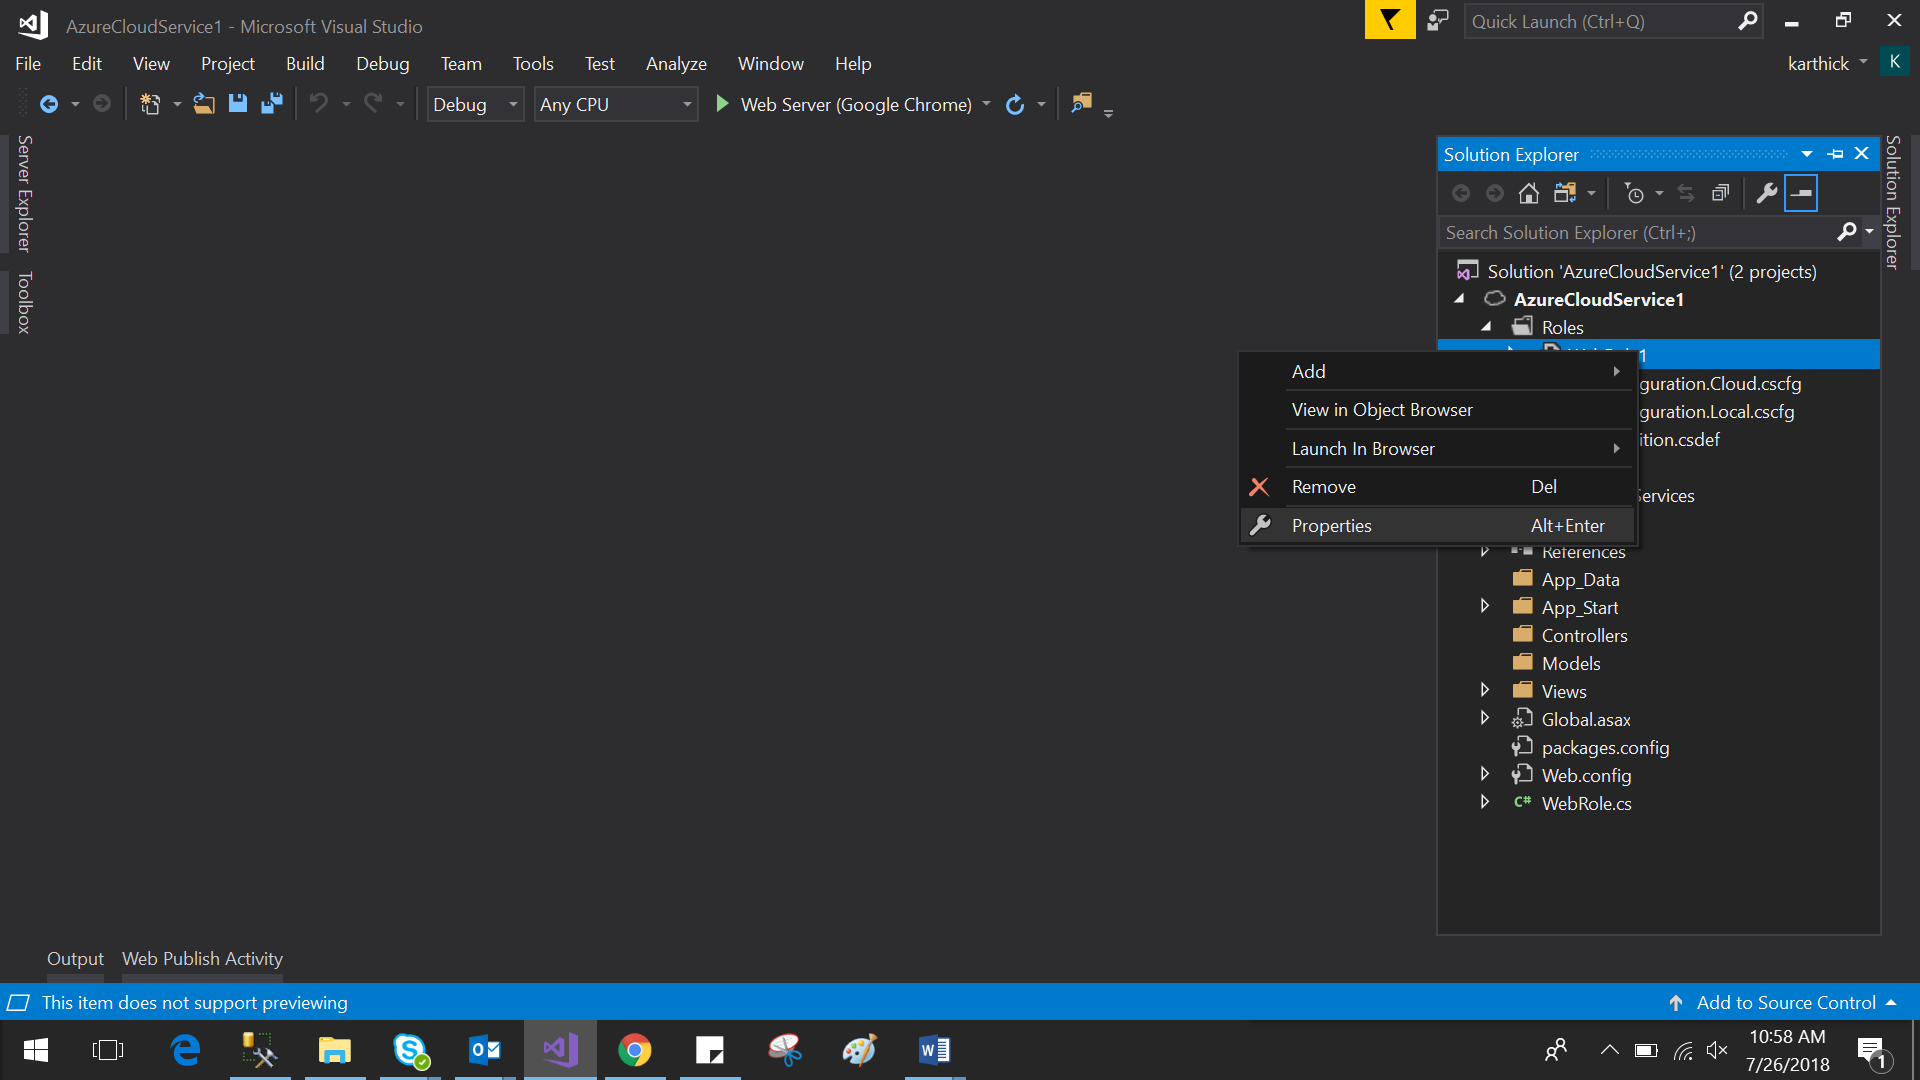 AzureCloudService1 - Microsoft Visual Studio
Quick Launch (Ctrl+Q)
File Edit View Project Build Debug Team Tools Test Analyze Window Help
karthick K
Debug Any CPU Web Server (Google Chrome)
Server Explorer
Toolbox
Solution Explorer
Solution Explorer
Search Solution Explorer (Ctrl+;)
Solution 'AzureCloudService1' (2 projects)
AzureCloudService1
Roles
1
guration.Cloud.cscfg
guration.Local.cscfg
ition.csdef
Services
Add
View in Object Browser
Launch In Browser
Remove Del
Properties Alt+Enter
References
App_Data
App_Start
Controllers
Models
Views
Global.asax
packages.config
Web.config
C# WebRole.cs
Output Web Publish Activity
This item does not support previewing
Add to Source Control
10:58 AM
7/26/2018
1